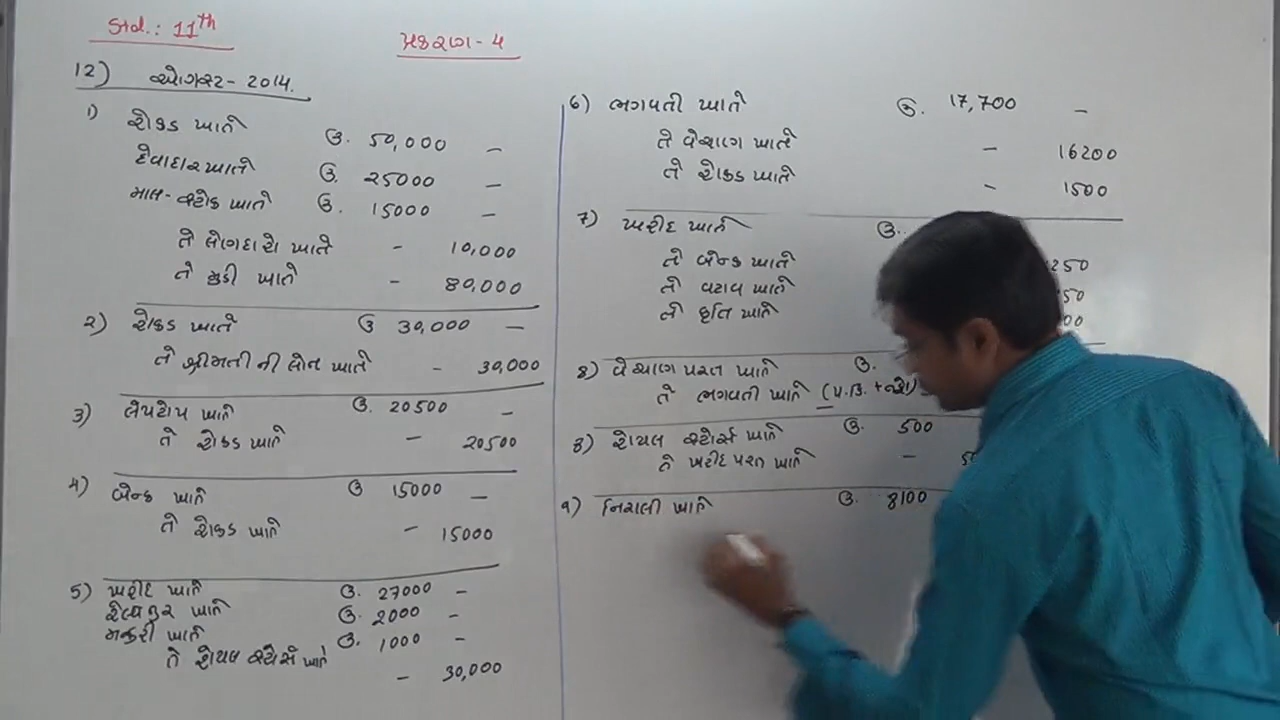 Std.: 11th
પ્રકરણ - 4
12) ઓગસ્ટ - 2014.
1) રોકડ ખાતે ઉ. 50,000 –
દેવાદાર ખાતે ઉ. 25000 –
માલ-સ્ટોક ખાતે ઉ. 15000 –
તે લેણદારો ખાતે - 10,000
તે મુડી ખાતે - 80,000
2) રોકડ ખાતે ઉ 30,000 –
તે શ્રીમતી ની લોન ખાતે - 30,000
3) લેપટોપ ખાતે ઉ. 20500 –
તે રોકડ ખાતે – 20500
4) બેન્ક ખાતે ઉ 15000 –
તે રોકડ ખાતે – 15000
5) ખરીદ ખાતે ઉ. 27000 –
ઉ. 2000 –
મજુરી ખાતે ઉ. 1000 –
તે રોયલ સ્ટોર્સ ખાતે – 30,000
6) ભગવતી ખાતે ઉ. 17,700 –
તે વેચાણ ખાતે – 16200
તે રોકડ ખાતે – 1500
7) ખરીદ ખાતે ઉ.
તે બેન્ક ખાતે 250
તે વટાવ ખાતે 50
તે કૃતિ ખાતે 00
8) વેચાણ પરત ખાતે ઉ.
તે ભગવતી ખાતે
8) રોયલ સ્ટોર્સ ખાતે ઉ. 500
તે ખરીદ પરત ખાતે –
9) નિરાલી ખાતે ઉ. 8100